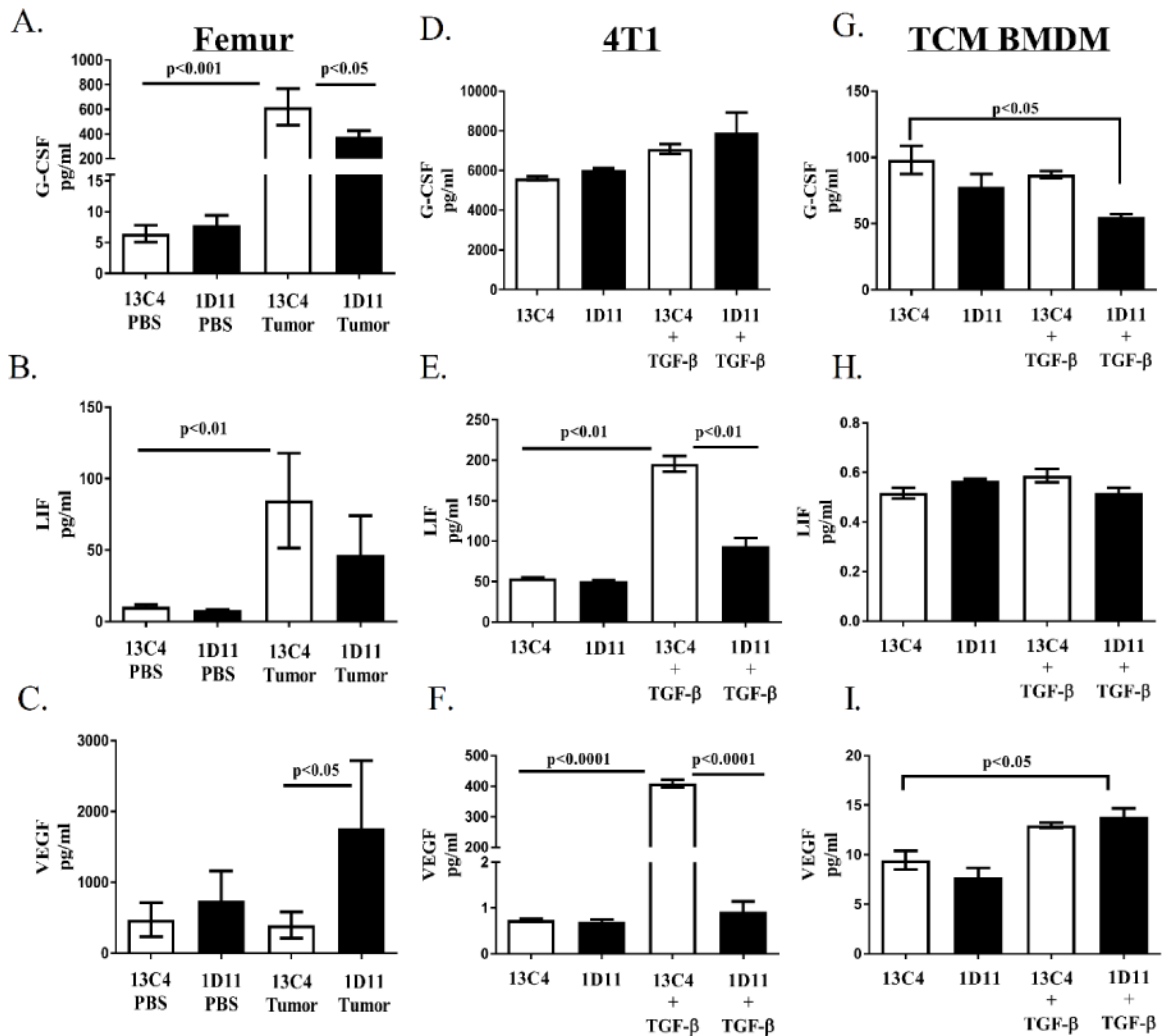 A.
Femur
1000
800
600
400
200
15
10
5
0
G-CSF
pg/ml
p<0.001
p<0.05
13C4
PBS
1D11
PBS
13C4
Tumor
1D11
Tumor
D.
4T1
10000
8000
6000
4000
2000
0
G-CSF
pg/ml
13C4
1D11
13C4
+
TGF-β
1D11
+
TGF-β
G.
TCM BMDM
150
100
50
0
G-CSF
pg/ml
p<0.05
13C4
1D11
13C4
+
TGF-β
1D11
+
TGF-β
B.
150
100
50
0
LIF
pg/ml
p<0.01
13C4
PBS
1D11
PBS
13C4
Tumor
1D11
Tumor
E.
250
200
150
100
50
0
LIF
pg/ml
p<0.01
p<0.01
13C4
1D11
13C4
+
TGF-β
1D11
+
TGF-β
H.
0.8
0.6
0.4
0.2
0.0
LIF
pg/ml
13C4
1D11
13C4
+
TGF-β
1D11
+
TGF-β
C.
3000
2000
1000
0
VEGF
pg/ml
p<0.05
13C4
PBS
1D11
PBS
13C4
Tumor
1D11
Tumor
F.
500
400
300
200
2
1
0
VEGF
pg/ml
p<0.0001
p<0.0001
13C4
1D11
13C4
+
TGF-β
1D11
+
TGF-β
I.
20
15
10
5
0
VEGF
pg/ml
p<0.05
13C4
1D11
13C4
+
TGF-β
1D11
+
TGF-β